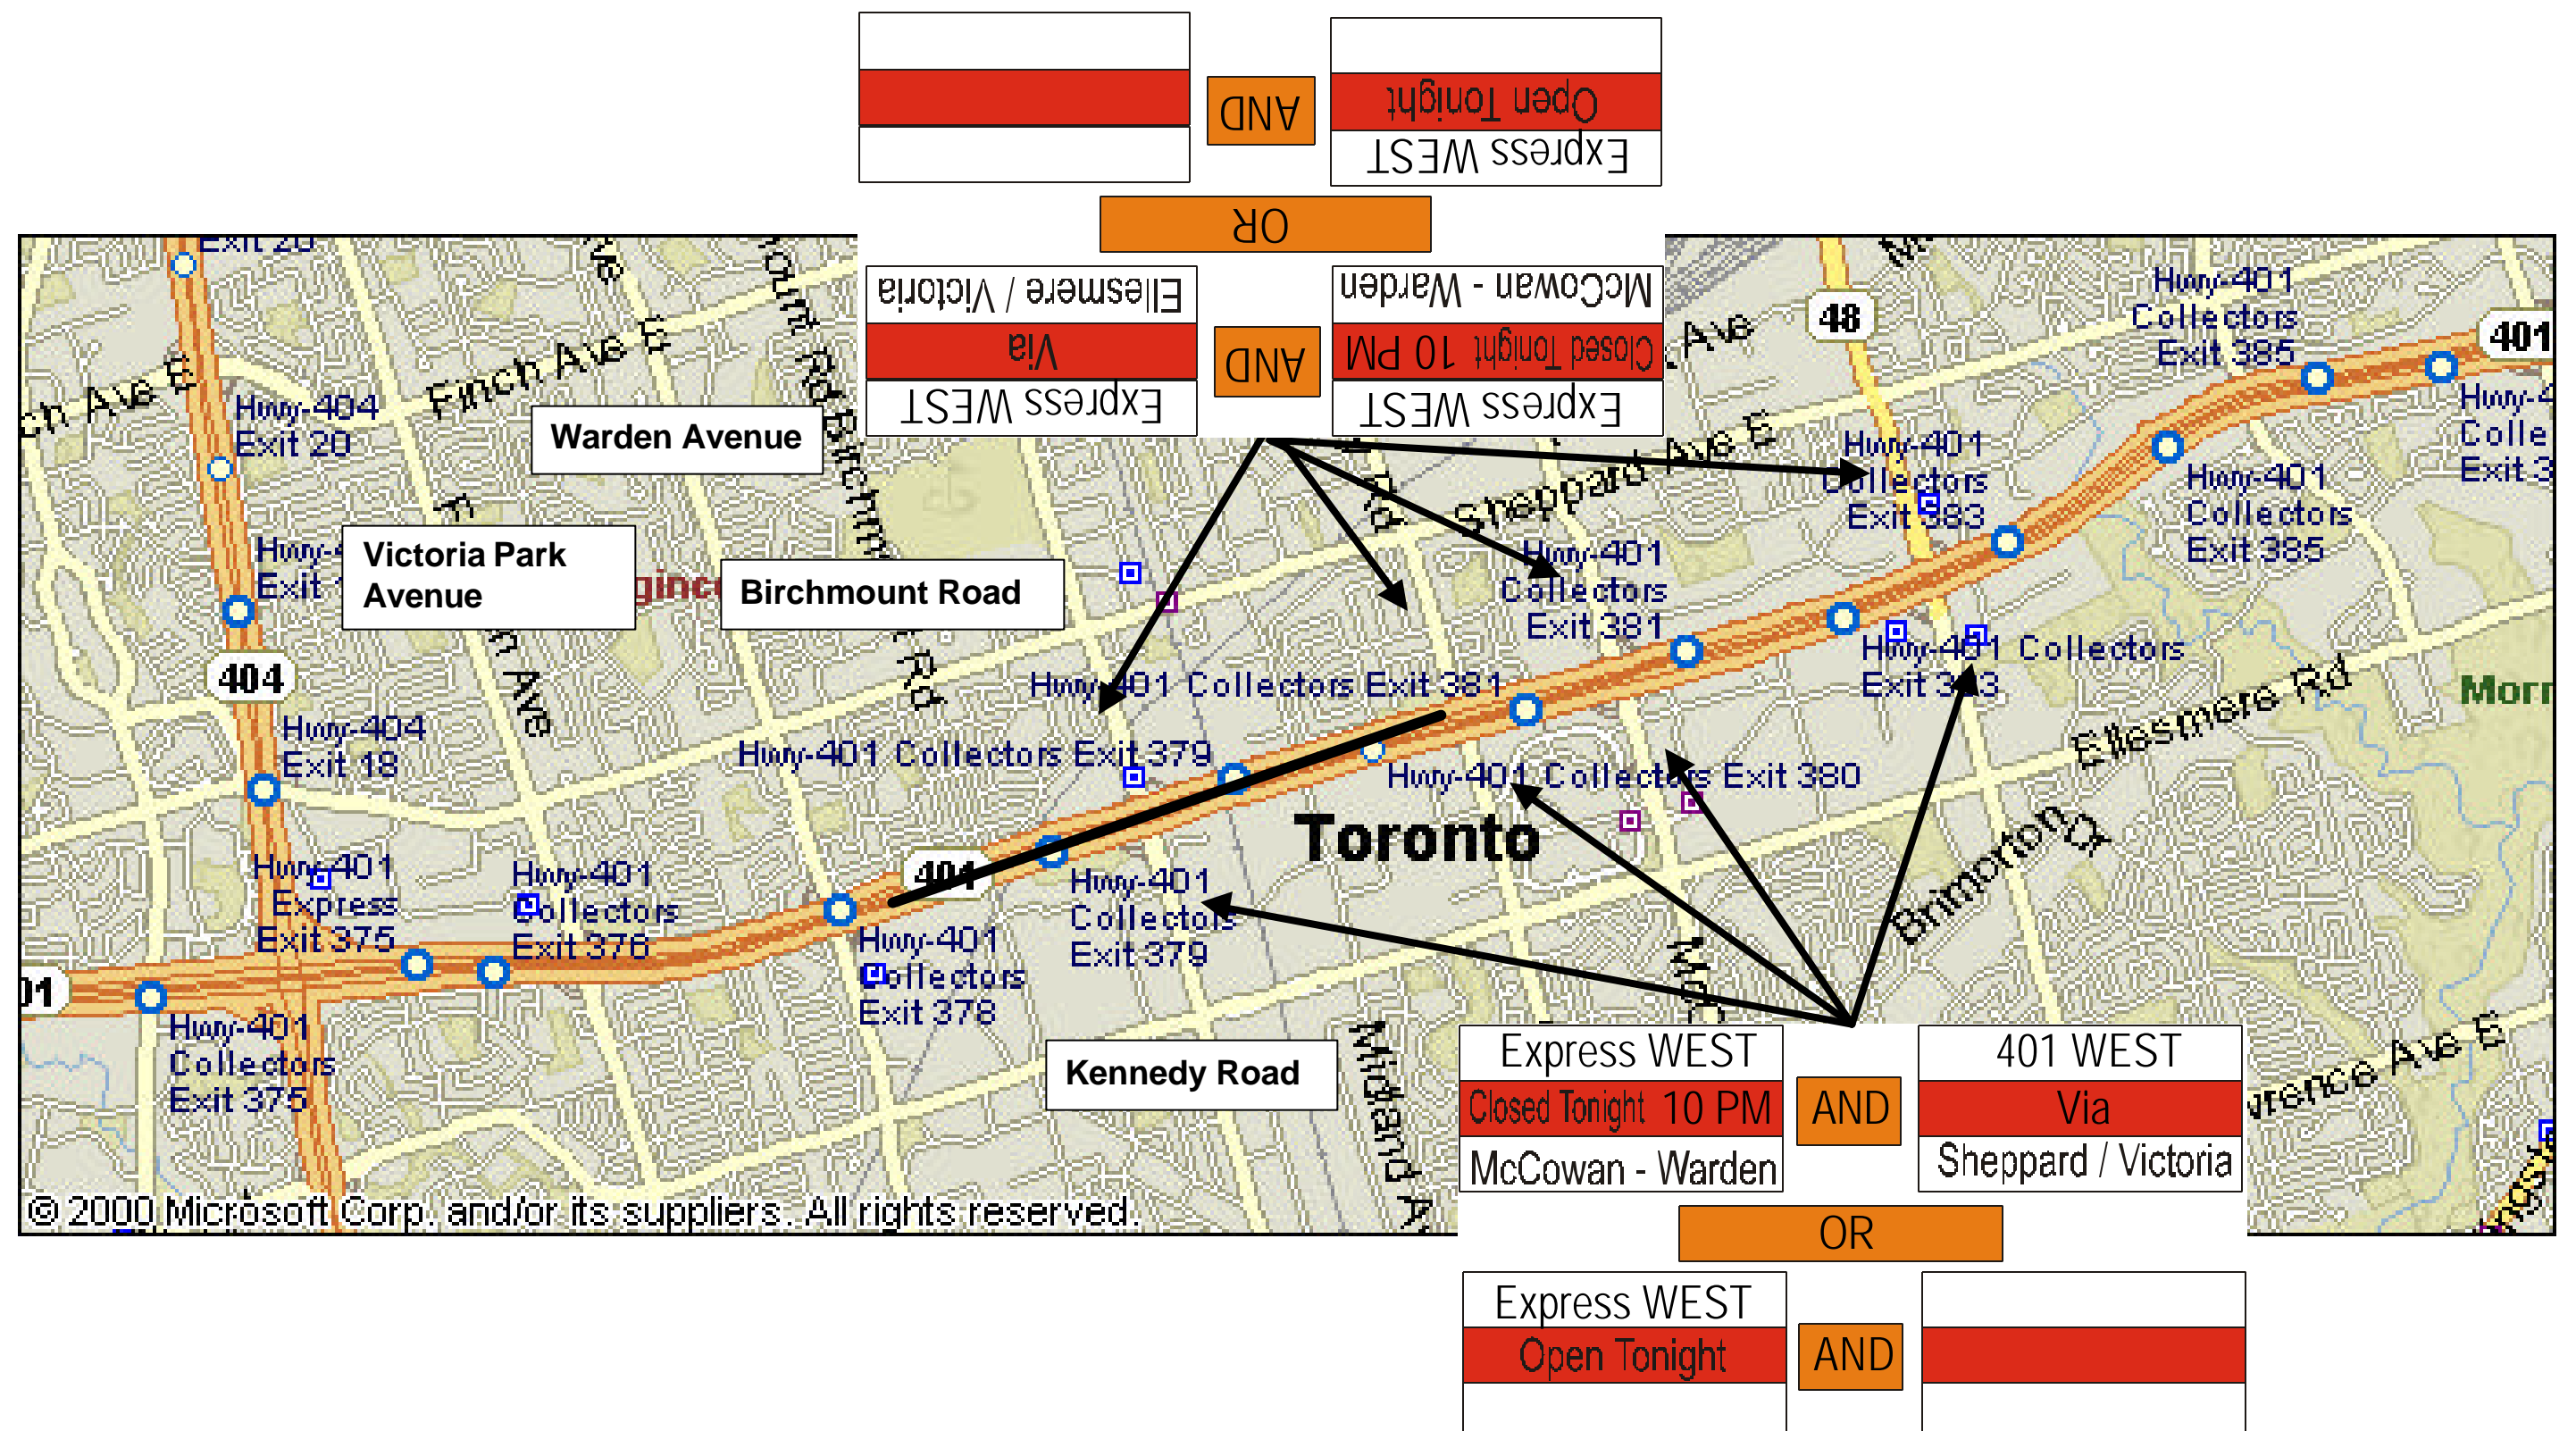 AND
Open Tonight
Express WEST
OR
Ellesmere / Victoria
Via
Express WEST
AND
McCowan - Warden
Closed Tonight 10 PM
Express WEST
Exit 20
48
Hwy-401
Collectors
Exit 385
401
Finch Ave E
Ave E
Hwy-404
Exit 20
Warden Avenue
Sheppard Ave E
Hwy-401
Collectors
Exit 383
Hwy-401
Collectors
Exit 385
Victoria Park
Avenue
Birchmount Road
Hwy-401
Collectors
Exit 381
404
Hwy-401 Collectors Exit 381
Hwy-401 Collectors
Exit 383
Ellesmere Rd
Hwy-404
Exit 18
Hwy-401 Collectors Exit 379
Hwy-401 Collectors Exit 380
Toronto
401
Brimorton
Hwy-401
Express
Exit 375
Hwy-401
Collectors
Exit 376
Hwy-401
Collectors
Exit 379
Hwy-401
Collectors
Exit 378
Hwy-401
Collectors
Exit 375
Kennedy Road
Midland
Express WEST
Closed Tonight 10 PM
McCowan - Warden
AND
401 WEST
Via
Sheppard / Victoria
OR
Express WEST
Open Tonight
AND
© 2000 Microsoft Corp. and/or its suppliers. All rights reserved.